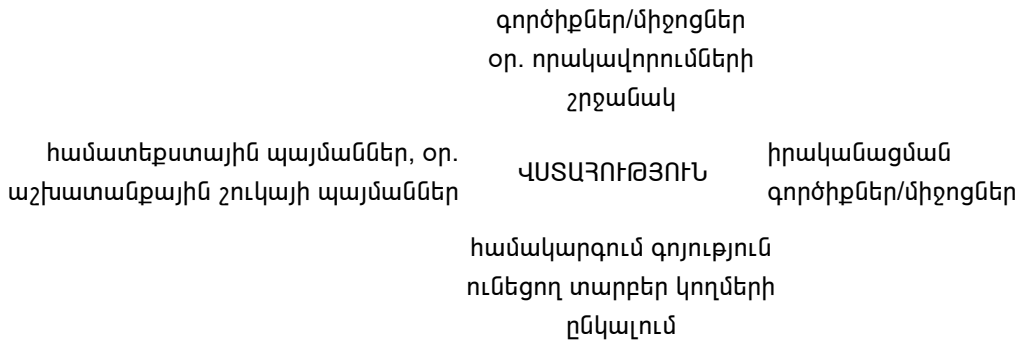 գործիքներ/միջոցներ
օր. որակավորումների
շրջանակ
համատեքստային պայմաններ, օր.
աշխատանքային շուկայի պայմաններ
ՎՍՏԱՀՈՒԹՅՈՒՆ
իրականացման
գործիքներ/միջոցներ
համակարգում գոյություն
ունեցող տարբեր կողմերի
ընկալում